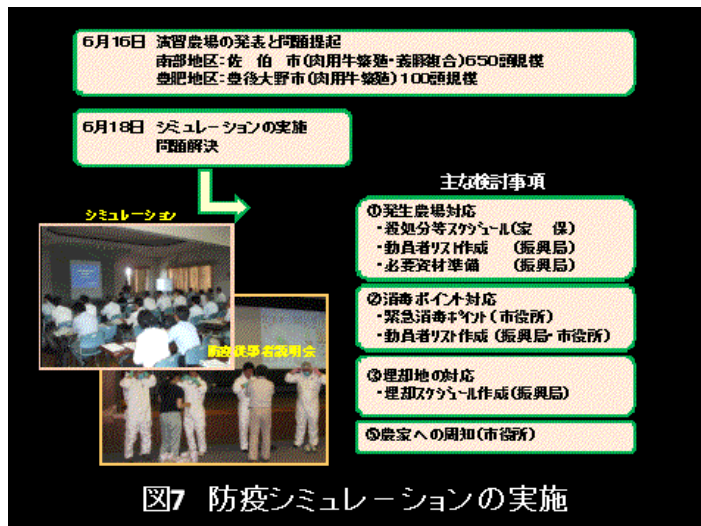 6月16日 演習農場の発表と問題提起
南部地区:佐 伯 市(肉用牛繁殖・養豚複合)650頭規模
豊肥地区:豊後大野市(肉用牛繁殖)100頭規模
6月18日 シミュレーションの実施
問題解決
主な検討事項
シミュレーション
①発生農場対応
・殺処分等スケジュール(家 保)
・動員者リスト作成 (振興局)
・必要資材準備 (振興局)
②消毒ポイント対応
・緊急消毒ポイント(市役所)
・動員者リスト作成(振興局・市役所)
防疫従事者説明会
③埋却地の対応
・埋却スケジュール作成(振興局)
⑤農家への周知(市役所)
図7 防疫シミュレーションの実施